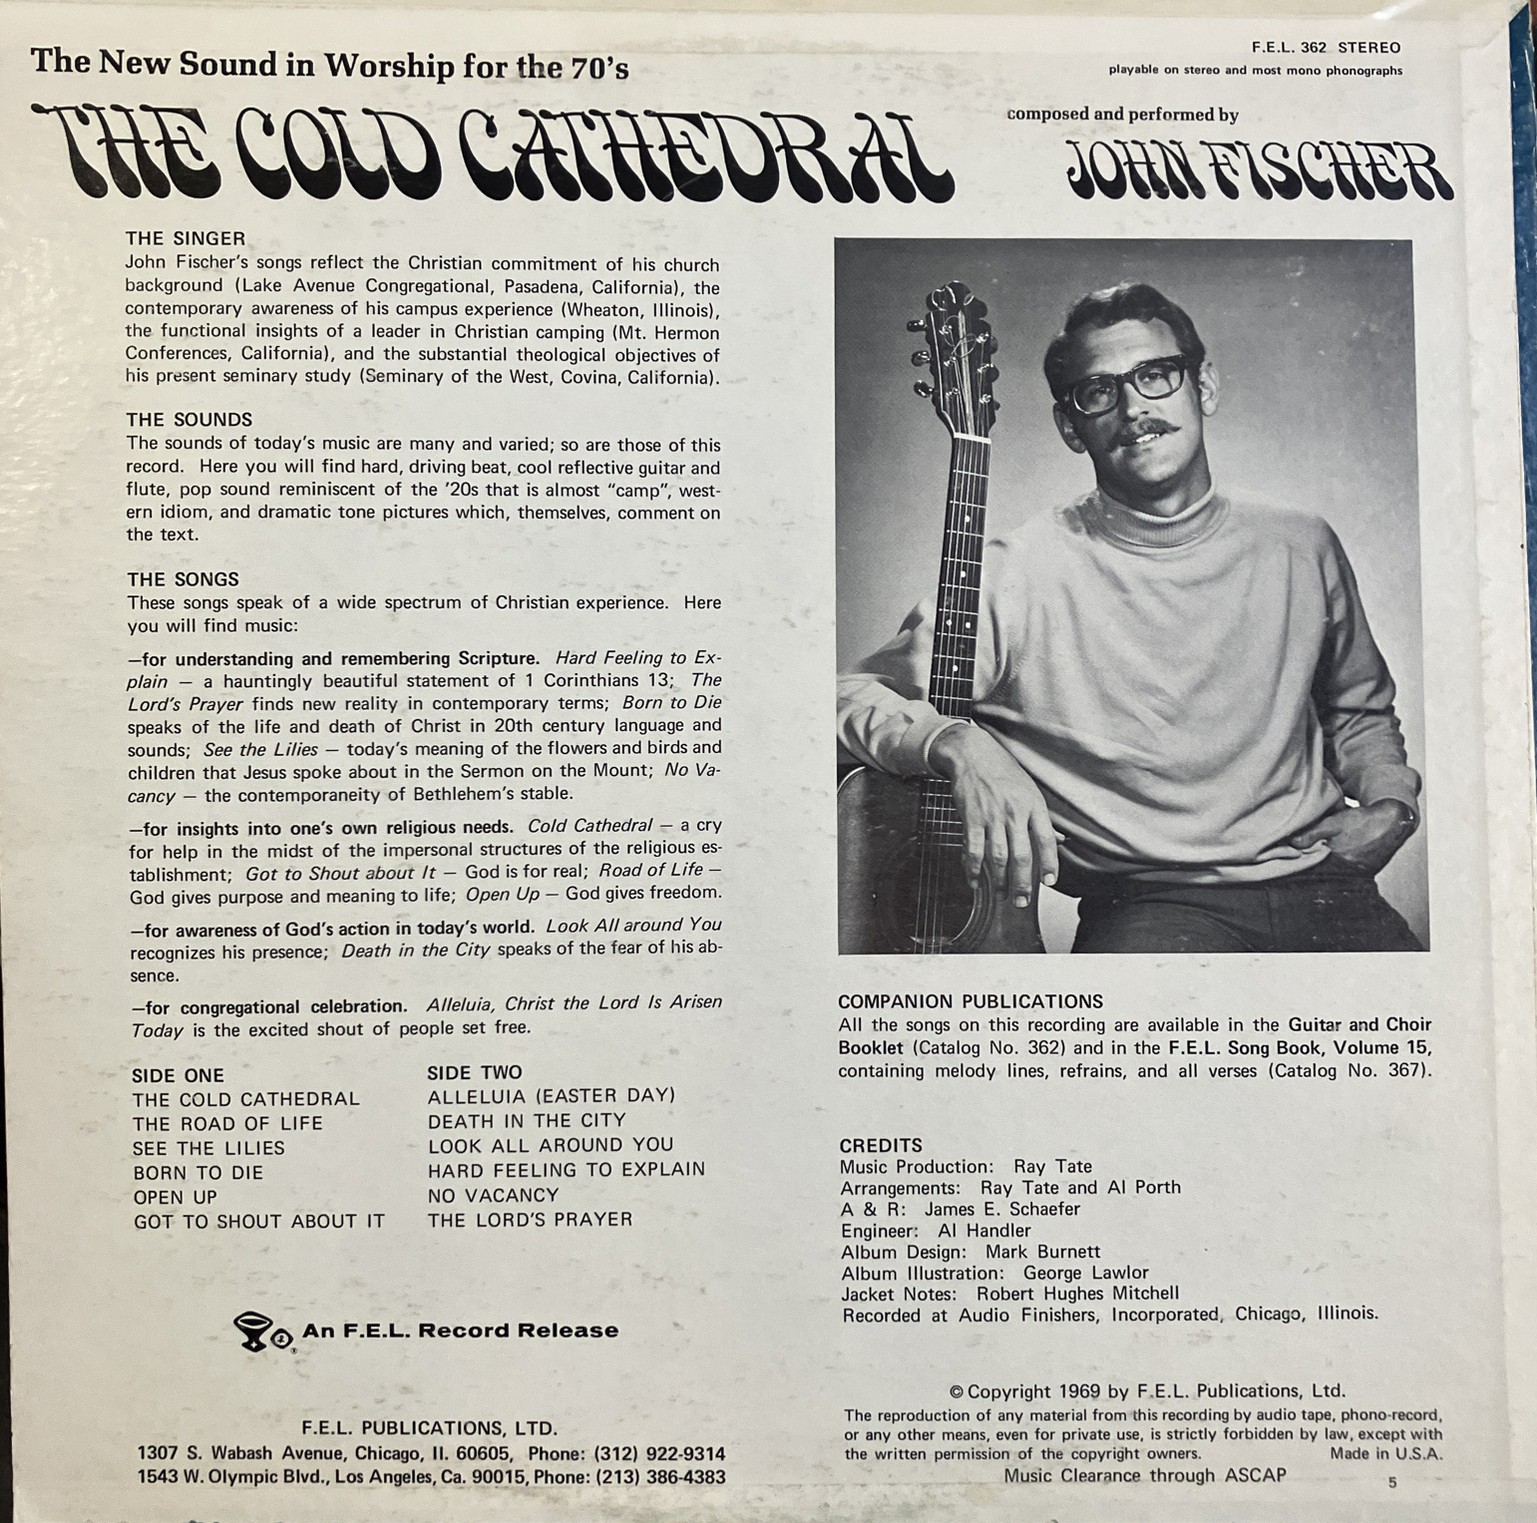 The New Sound in Worship for the 70's
F.E.L. 362 STEREO
playable on stereo and most mono phonographs
THE COLD CATHEDRAL
composed and performed by
JOHN FISCHER
THE SINGER
John Fischer's songs reflect the Christian commitment of his church
background (Lake Avenue Congregational, Pasadena, California), the
contemporary awareness of his campus experience (Wheaton, Illinois),
the functional insights of a leader in Christian camping (Mt. Hermon
Conferences, California), and the substantial theological objectives of
his present seminary study (Seminary of the West, Covina, California).
THE SOUNDS
The sounds of today's music are many and varied; so are those of this
record. Here you will find hard, driving beat, cool reflective guitar and
flute, pop sound reminiscent of the '20s that is almost "camp", west-
ern idiom, and dramatic tone pictures which, themselves, comment on
the text.
THE SONGS
These songs speak of a wide spectrum of Christian experience. Here
you will find music:
—for understanding and remembering Scripture. Hard Feeling to Ex-
plain — a hauntingly beautiful statement of 1 Corinthians 13; The
Lord's Prayer finds new reality in contemporary terms; Born to Die
speaks of the life and death of Christ in 20th century language and
sounds; See the Lilies — today's meaning of the flowers and birds and
children that Jesus spoke about in the Sermon on the Mount; No Va-
cancy — the contemporaneity of Bethlehem's stable.
—for insights into one's own religious needs. Cold Cathedral — a cry
for help in the midst of the impersonal structures of the religious es-
tablishment; Got to Shout about It — God is for real; Road of Life —
God gives purpose and meaning to life; Open Up — God gives freedom.
—for awareness of God's action in today's world. Look All around You
recognizes his presence; Death in the City speaks of the fear of his ab-
sence.
—for congregational celebration. Alleluia, Christ the Lord Is Arisen
Today is the excited shout of people set free.
SIDE ONE
THE COLD CATHEDRAL
THE ROAD OF LIFE
SEE THE LILIES
BORN TO DIE
OPEN UP
GOT TO SHOUT ABOUT IT
SIDE TWO
ALLELUIA (EASTER DAY)
DEATH IN THE CITY
LOOK ALL AROUND YOU
HARD FEELING TO EXPLAIN
NO VACANCY
THE LORD'S PRAYER
An F.E.L. Record Release
F.E.L. PUBLICATIONS, LTD.
1307 S. Wabash Avenue, Chicago, Il. 60605, Phone: (312) 922-9314
1543 W. Olympic Blvd., Los Angeles, Ca. 90015, Phone: (213) 386-4383
COMPANION PUBLICATIONS
All the songs on this recording are available in the Guitar and Choir
Booklet (Catalog No. 362) and in the F.E.L. Song Book, Volume 15,
containing melody lines, refrains, and all verses (Catalog No. 367).
CREDITS
Music Production: Ray Tate
Arrangements: Ray Tate and Al Porth
A & R: James E. Schaefer
Engineer: Al Handler
Album Design: Mark Burnett
Album Illustration: George Lawlor
Jacket Notes: Robert Hughes Mitchell
Recorded at Audio Finishers, Incorporated, Chicago, Illinois.
© Copyright 1969 by F.E.L. Publications, Ltd.
The reproduction of any material from this recording by audio tape, phono-record,
or any other means, even for private use, is strictly forbidden by law, except with
the written permission of the copyright owners. Made in U.S.A.
Music Clearance through ASCAP
5